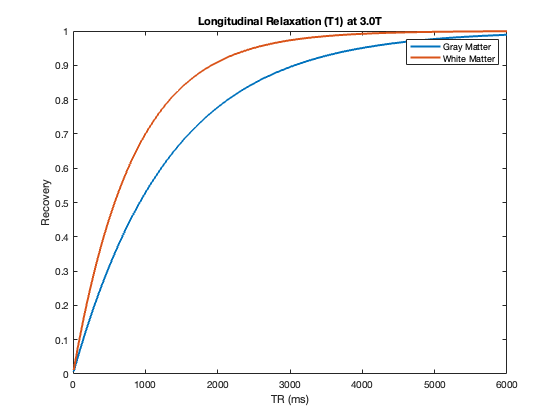 Longitudinal Relaxation (T1) at 3.0T
1
0.9
0.8
0.7
0.6
0.5
0.4
0.3
0.2
0.1
0
Recovery
Gray Matter
White Matter
0 1000 2000 3000 4000 5000 6000
TR (ms)